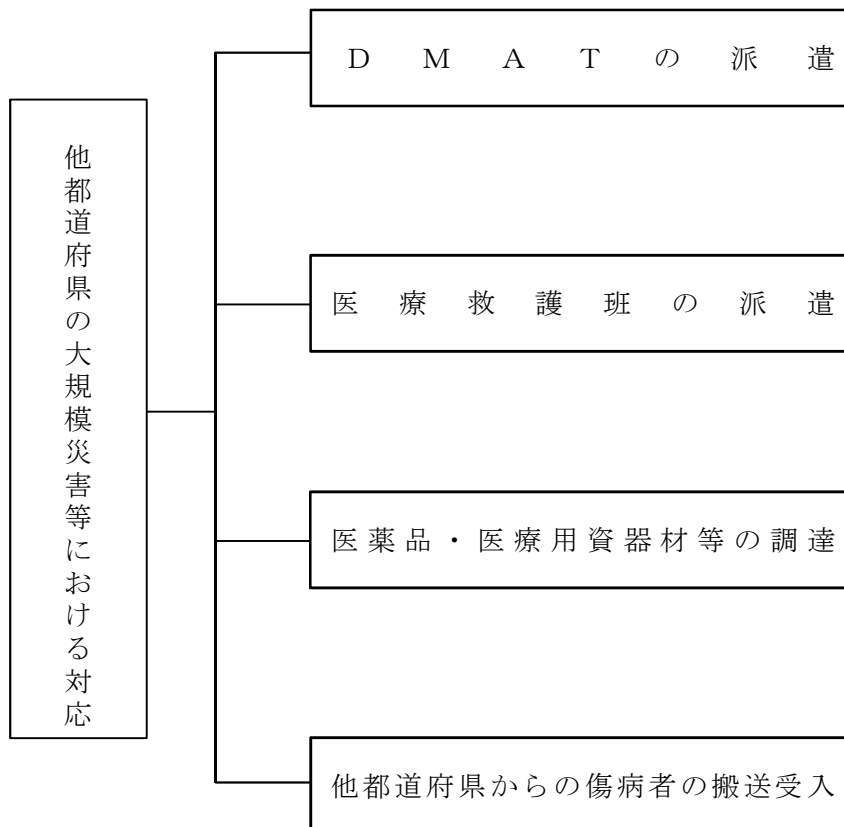 他都道府県の大規模災害等における対応
DMATの派遣
医療救護班の派遣
医薬品・医療用資器材等の調達
他都道府県からの傷病者の搬送受入